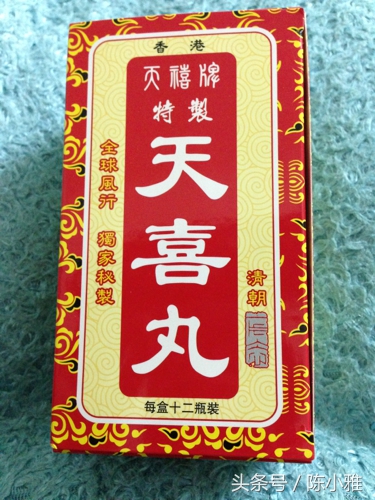 香港
天禧牌
特製
天喜丸
全球風行 獨家秘製
清朝
每盒十二瓶裝
头条号 / 陈小雅